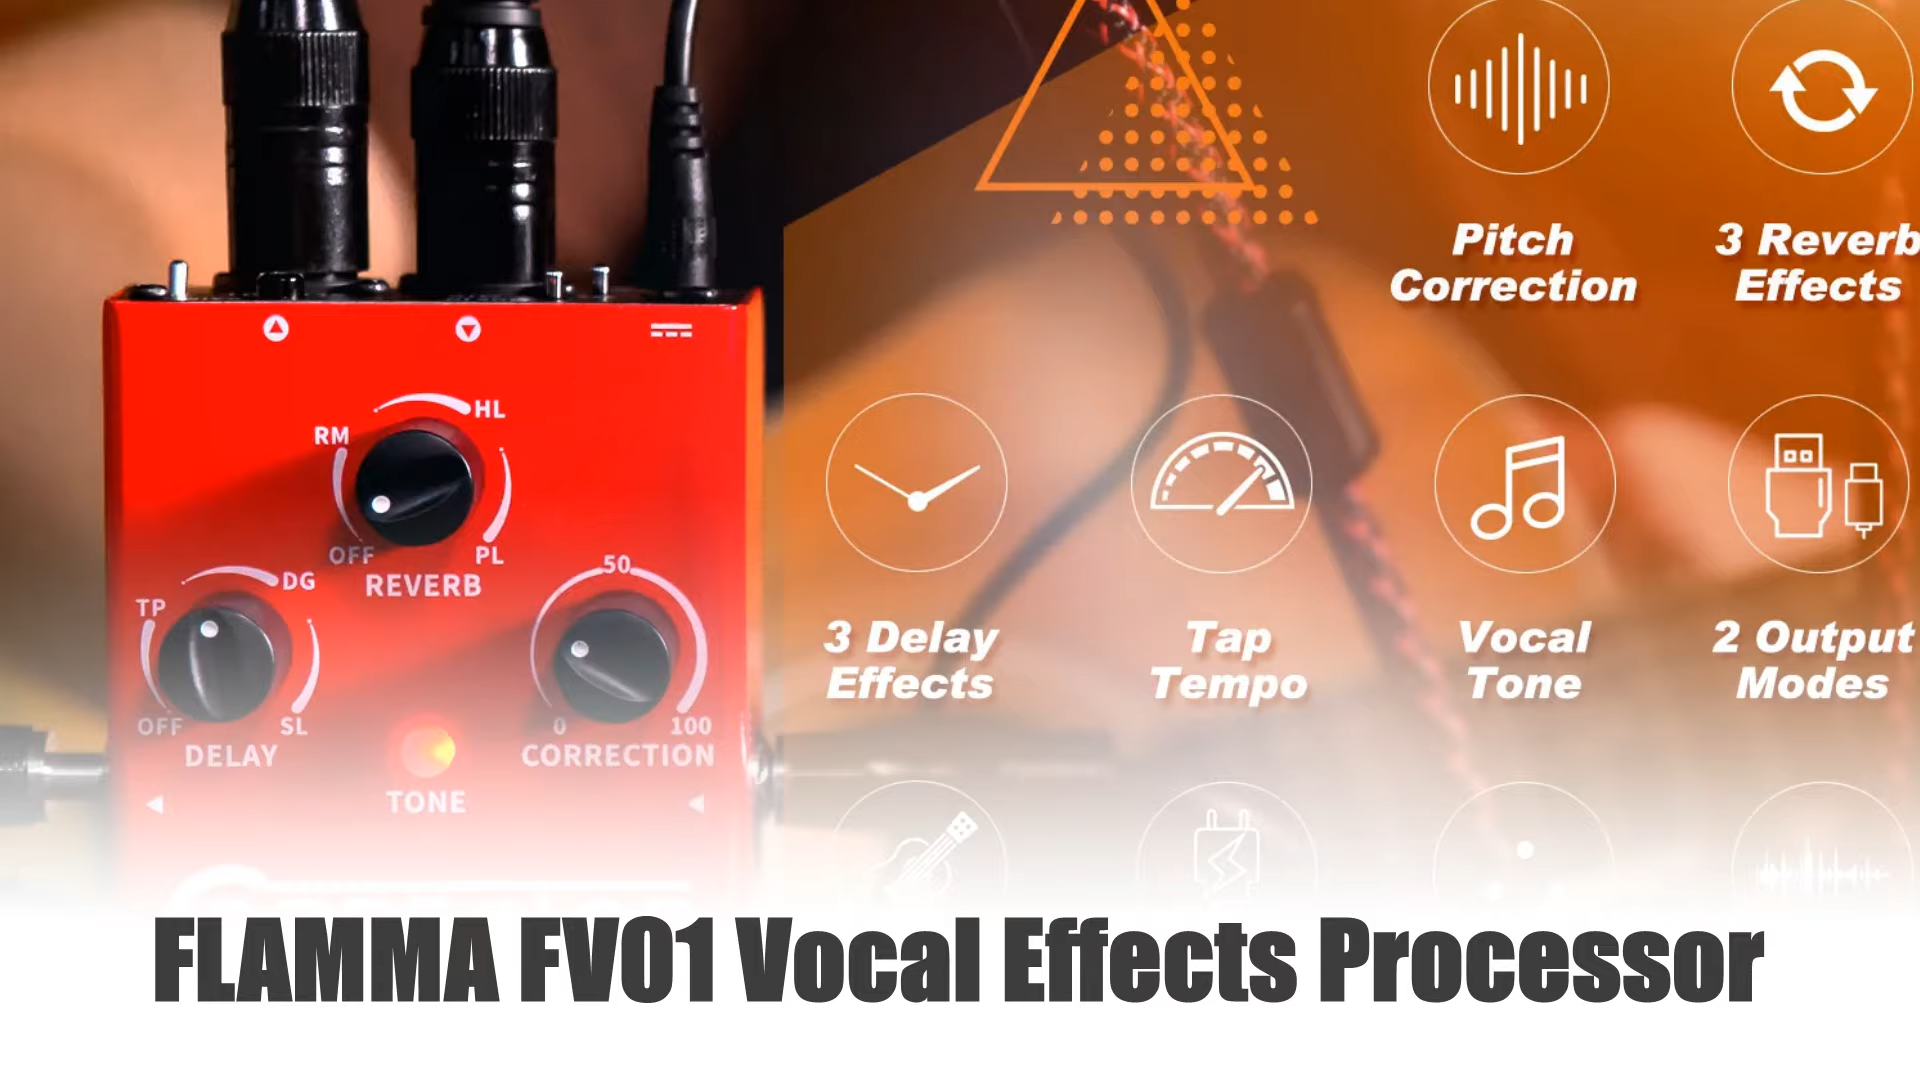 Pitch
Correction
3 Reverb
Effects
HL
RM
OFF
PL
REVERB
DG
TP
OFF
SL
DELAY
50
0
100
CORRECTION
TONE
3 Delay
Effects
Tap
Tempo
Vocal
Tone
2 Output
Modes
FLAMMA FV01 Vocal Effects Processor